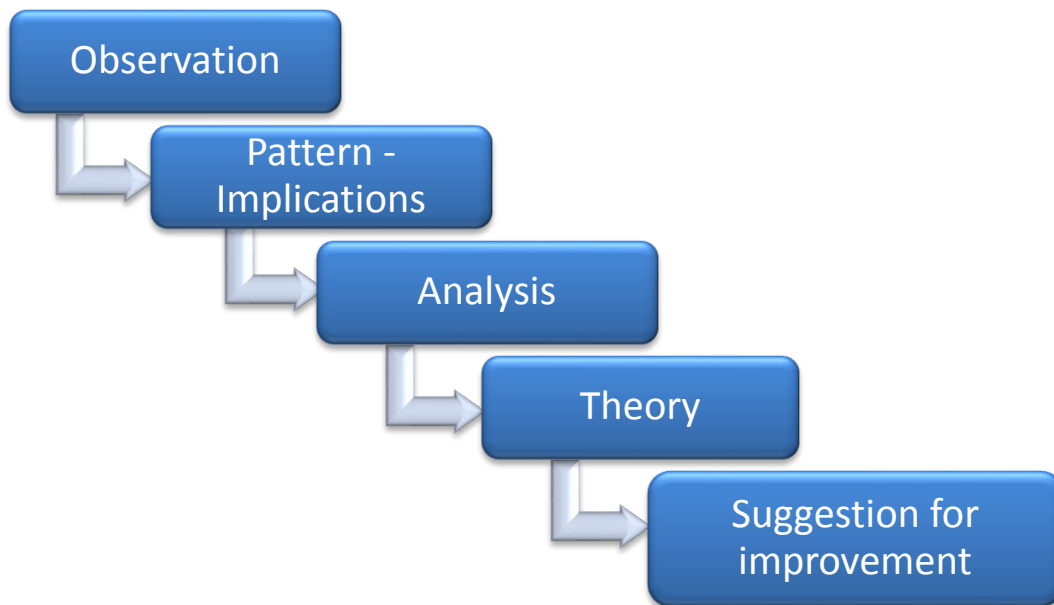 Observation
Pattern -
Implications
Analysis
Theory
Suggestion for
improvement